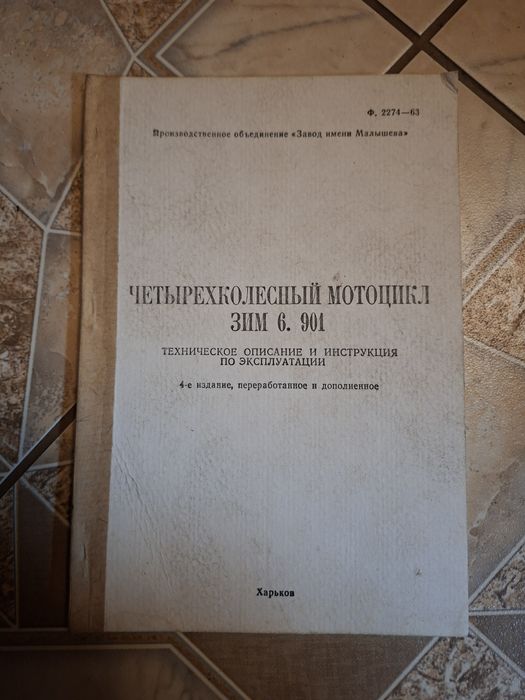 Ф. 2274—63
Производственное объединение «Завод имени Малышева»
ЧЕТЫРЕХКОЛЕСНЫЙ МОТОЦИКЛ
ЗИМ 6. 901
ТЕХНИЧЕСКОЕ ОПИСАНИЕ И ИНСТРУКЦИЯ
ПО ЭКСПЛУАТАЦИИ
4-е издание, переработанное и дополненное
Харьков